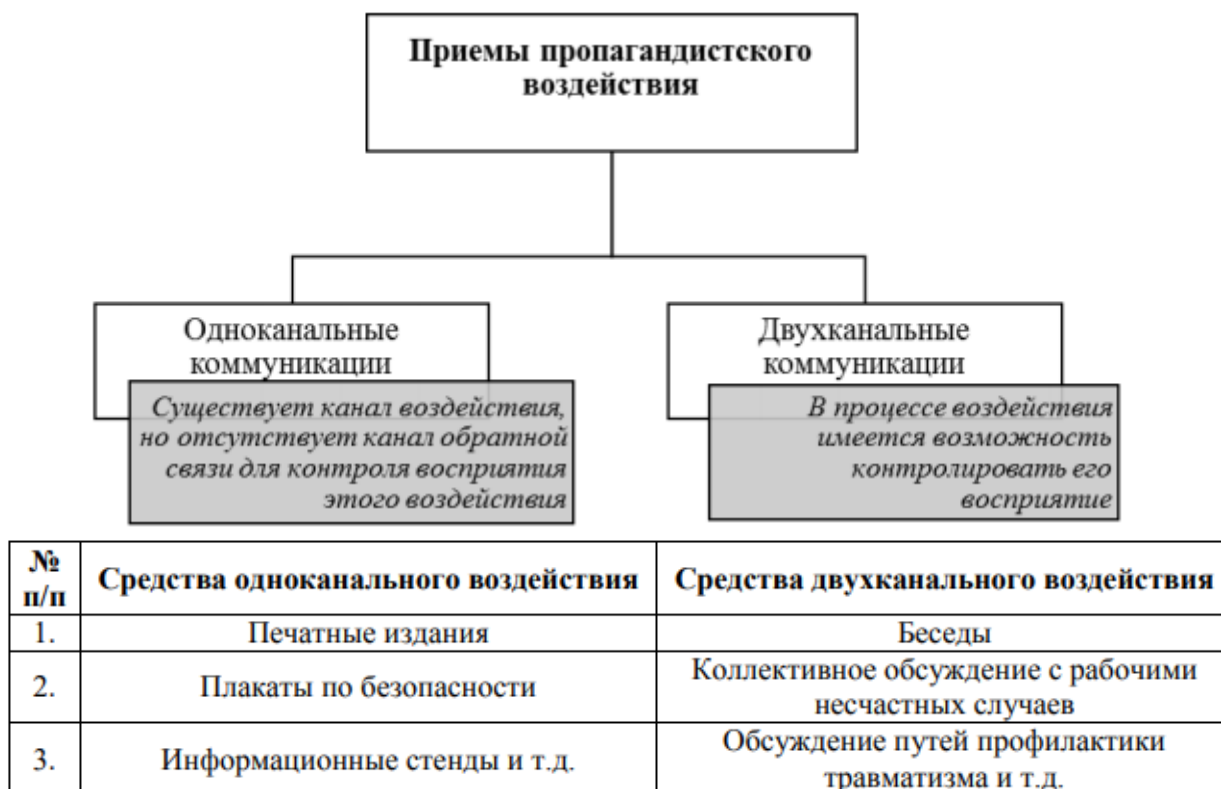 Приемы пропагандистского
воздействия
Одноканальные
коммуникации
Существует канал воздействия,
но отсутствует канал обратной
связи для контроля восприятия
этого воздействия
Двухканальные
коммуникации
В процессе воздействия
имеется возможность
контролировать его
восприятие
№
п/п
Средства одноканального воздействия
Средства двухканального воздействия
1.
Печатные издания
Беседы
2.
Плакаты по безопасности
Коллективное обсуждение с рабочими
несчастных случаев
3.
Информационные стенды и т.д.
Обсуждение путей профилактики
травматизма и т.д.